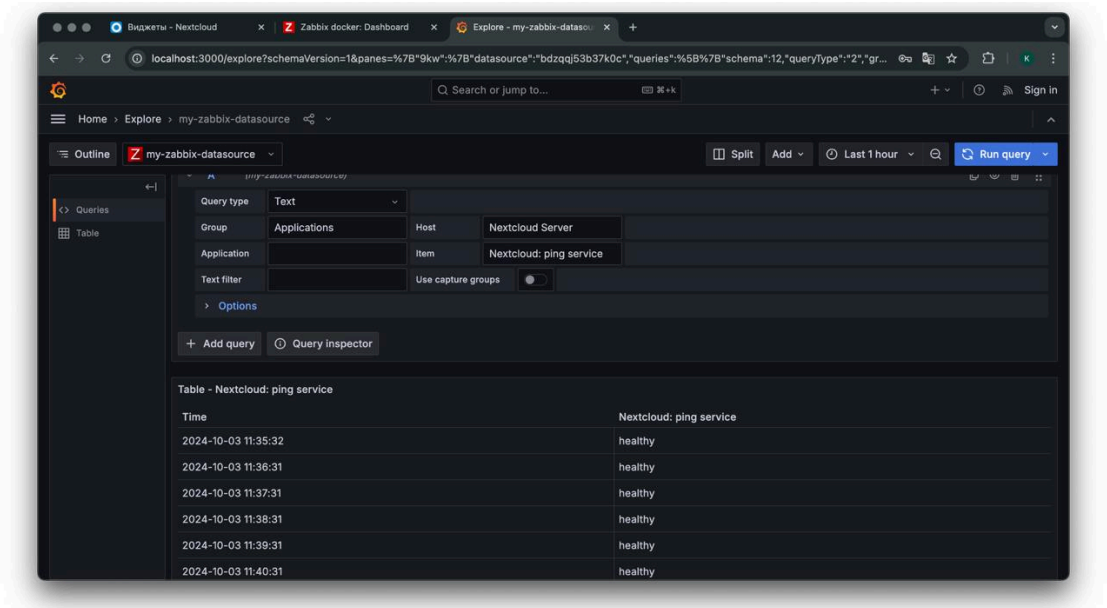 Виджеты - Nextcloud
Z Zabbix docker: Dashboard
Explore - my-zabbix-datasou
localhost:3000/explore?schemaVersion=1&panes=%7B"9kw":%7B"datasource":"bdzqqj53b37k0c","queries":%5B%7B"schema":12,"queryType":"2","gr...
K
Search or jump to... ⌘+k
Sign in
Home › Explore › my-zabbix-datasource
Outline Z my-zabbix-datasource Split Add Last 1 hour Run query
A (my-zabbix-datasource)
Queries
Table
Query type Text
Group Applications Host Nextcloud Server
Application Item Nextcloud: ping service
Text filter Use capture groups
› Options
+ Add query Query inspector
Table - Nextcloud: ping service
Time Nextcloud: ping service
2024-10-03 11:35:32 healthy
2024-10-03 11:36:31 healthy
2024-10-03 11:37:31 healthy
2024-10-03 11:38:31 healthy
2024-10-03 11:39:31 healthy
2024-10-03 11:40:31 healthy